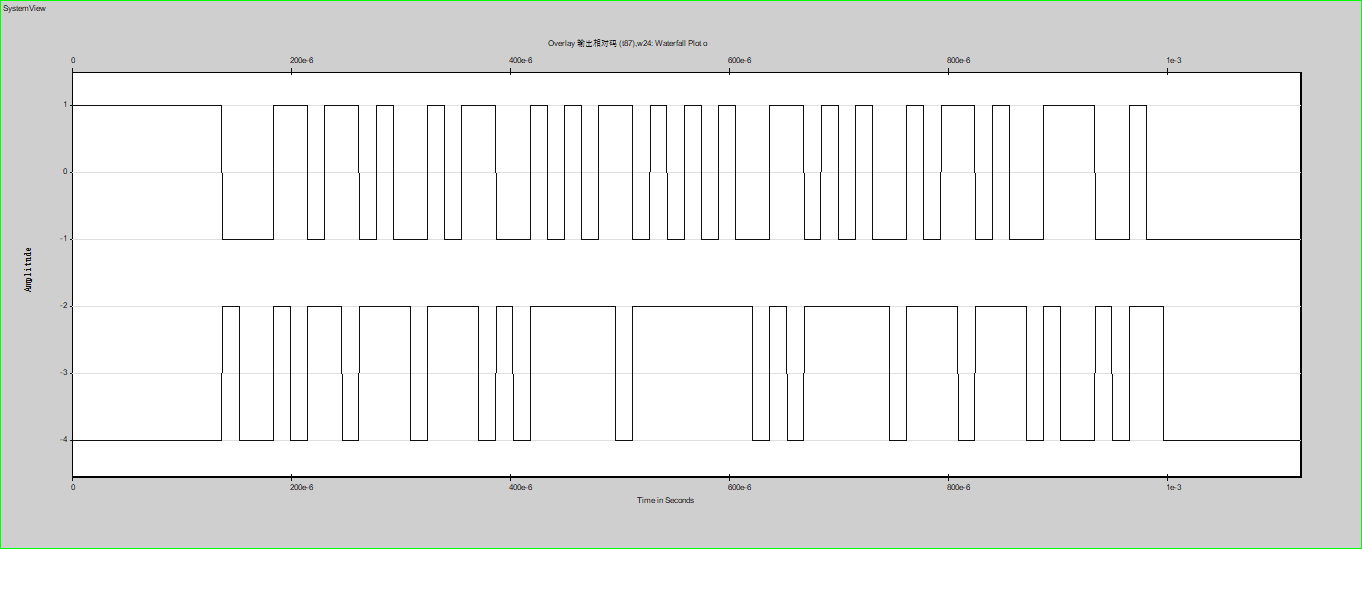 SystemView
Overlay 输出相对码 (t87),w24: Waterfall Plot o
0 200e-6 400e-6 600e-6 800e-6 1e-3
1
0
-1
-2
-3
-4
Amplitude
0 200e-6 400e-6 600e-6 800e-6 1e-3
Time in Seconds